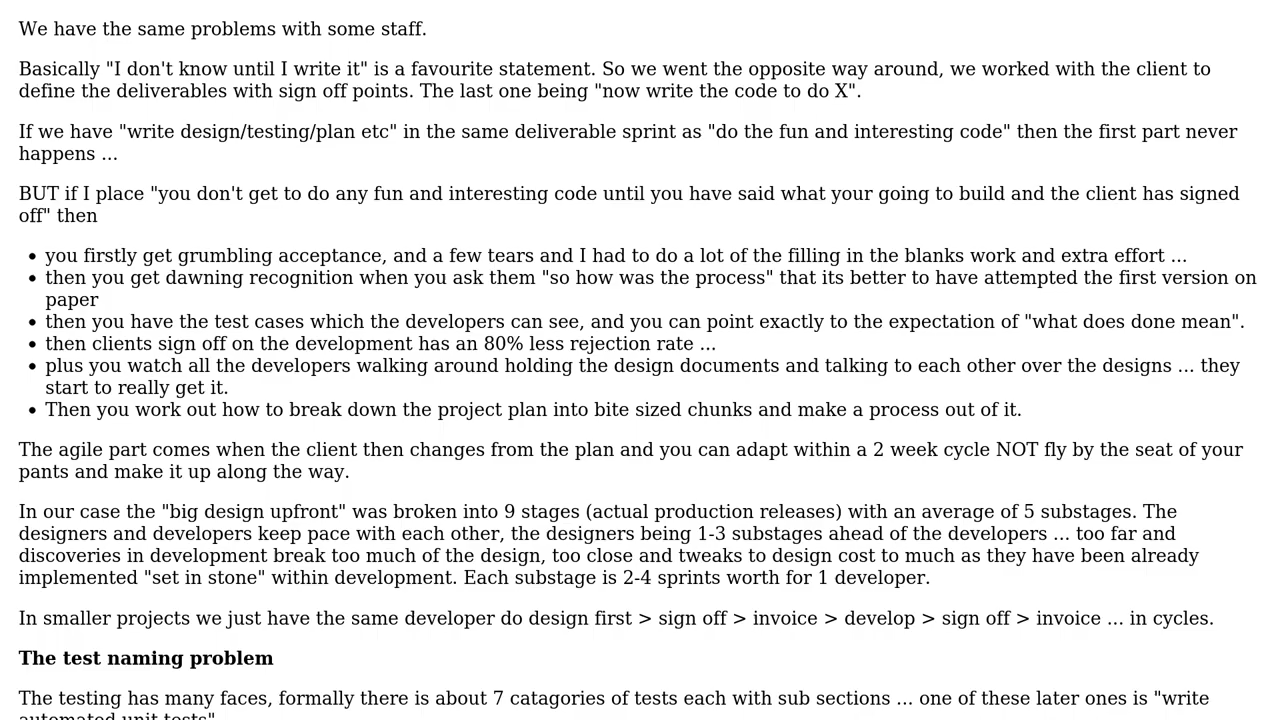 We have the same problems with some staff.
Basically "I don't know until I write it" is a favourite statement. So we went the opposite way around, we worked with the client to
define the deliverables with sign off points. The last one being "now write the code to do X".
If we have "write design/testing/plan etc" in the same deliverable sprint as "do the fun and interesting code" then the first part never
happens ...
BUT if I place "you don't get to do any fun and interesting code until you have said what your going to build and the client has signed
off" then
• you firstly get grumbling acceptance, and a few tears and I had to do a lot of the filling in the blanks work and extra effort ...
• then you get dawning recognition when you ask them "so how was the process" that its better to have attempted the first version on
paper
• then you have the test cases which the developers can see, and you can point exactly to the expectation of "what does done mean".
• then clients sign off on the development has an 80% less rejection rate ...
• plus you watch all the developers walking around holding the design documents and talking to each other over the designs ... they
start to really get it.
• Then you work out how to break down the project plan into bite sized chunks and make a process out of it.
The agile part comes when the client then changes from the plan and you can adapt within a 2 week cycle NOT fly by the seat of your
pants and make it up along the way.
In our case the "big design upfront" was broken into 9 stages (actual production releases) with an average of 5 substages. The
designers and developers keep pace with each other, the designers being 1-3 substages ahead of the developers ... too far and
discoveries in development break too much of the design, too close and tweaks to design cost to much as they have been already
implemented "set in stone" within development. Each substage is 2-4 sprints worth for 1 developer.
In smaller projects we just have the same developer do design first > sign off > invoice > develop > sign off > invoice ... in cycles.
The test naming problem
The testing has many faces, formally there is about 7 catagories of tests each with sub sections ... one of these later ones is "write
automated unit tests"